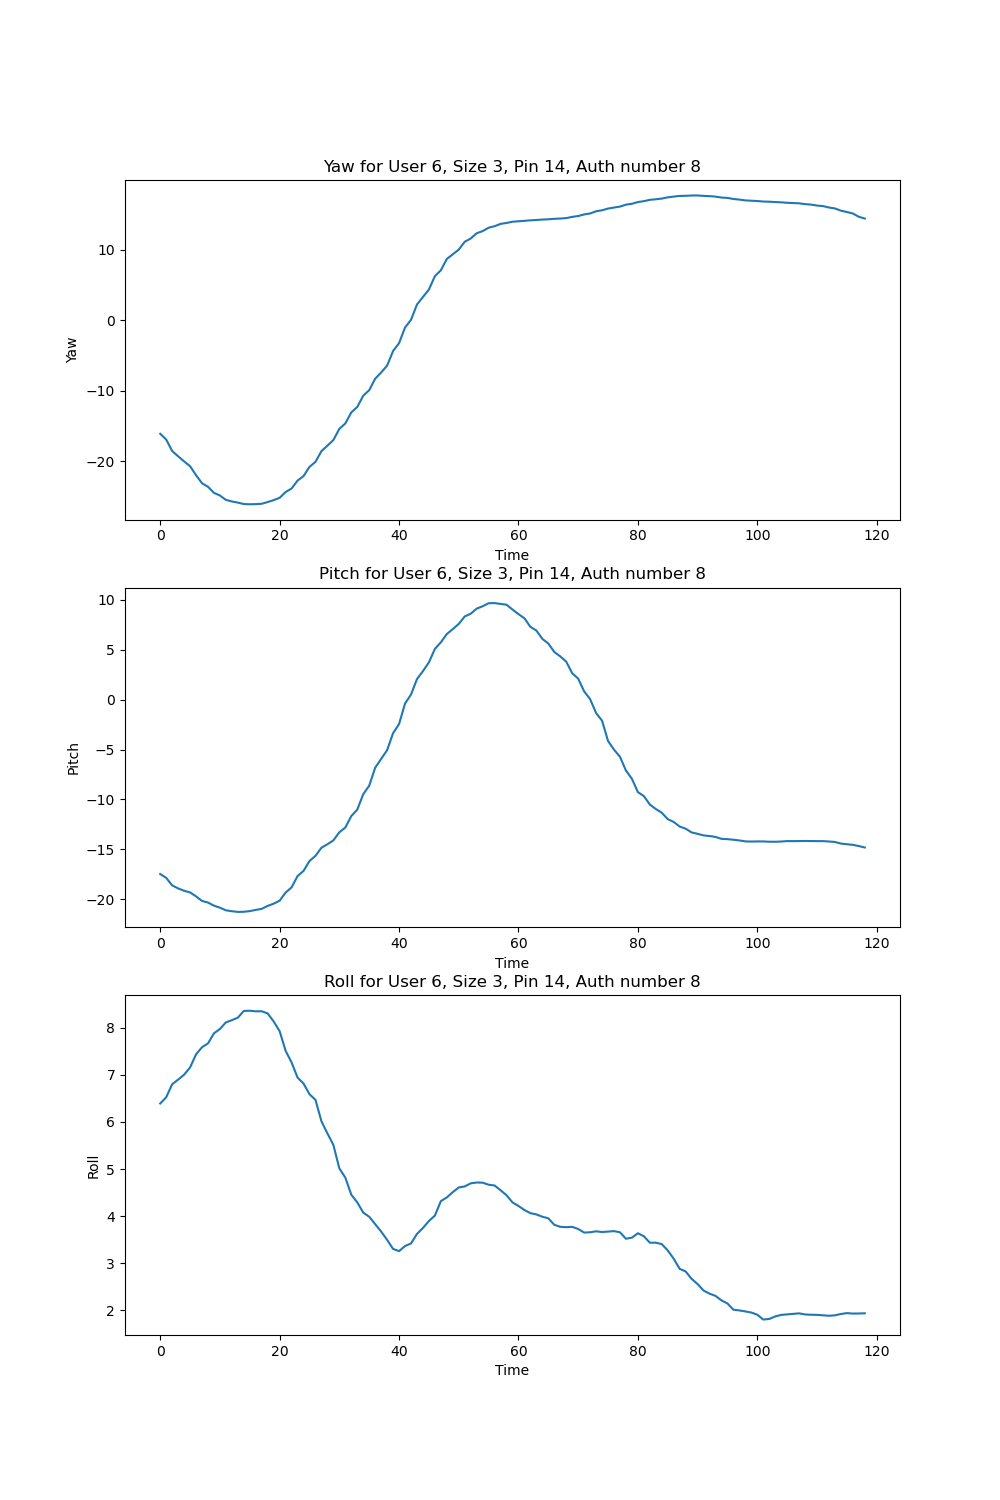 Yaw for User 6, Size 3, Pin 14, Auth number 8
10
0
−10
−20
Yaw
0 20 40 60 80 100 120
Time
Pitch for User 6, Size 3, Pin 14, Auth number 8
10
5
0
−5
−10
−15
−20
Pitch
0 20 40 60 80 100 120
Time
Roll for User 6, Size 3, Pin 14, Auth number 8
8
7
6
5
4
3
2
Roll
0 20 40 60 80 100 120
Time